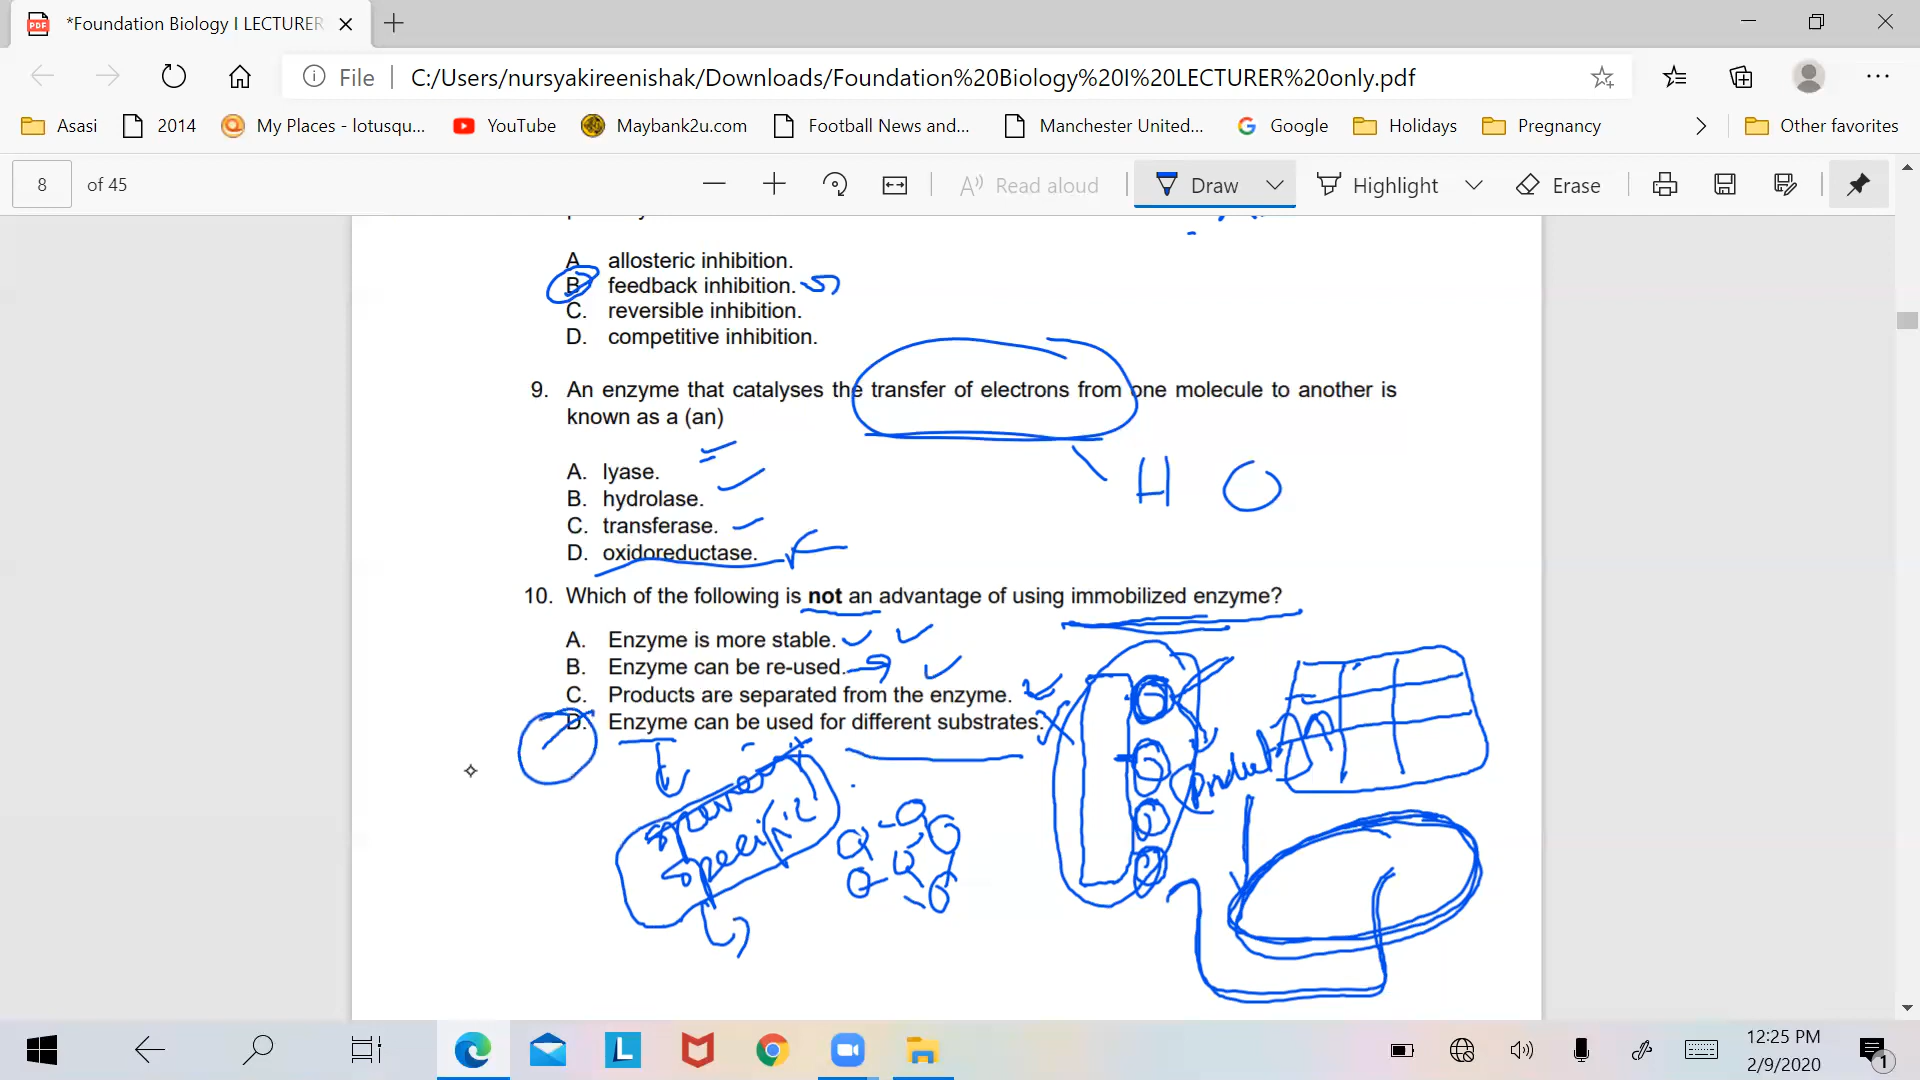 *Foundation Biology I LECTURER
File C:/Users/nursyakireenishak/Downloads/Foundation%20Biology%20I%20LECTURER%20only.pdf
Asasi 2014 My Places - lotusqu... YouTube Maybank2u.com Football News and... Manchester United... Google Holidays Pregnancy Other favorites
8 of 45 Read aloud Draw Highlight Erase
A allosteric inhibition.
B feedback inhibition.
C. reversible inhibition.
D. competitive inhibition.
9. An enzyme that catalyses the transfer of electrons from one molecule to another is
known as a (an)
H O
A. lyase.
B. hydrolase.
C. transferase.
D. oxidoreductase.
10. Which of the following is not an advantage of using immobilized enzyme?
A. Enzyme is more stable.
B. Enzyme can be re-used.
C. Products are separated from the enzyme.
D. Enzyme can be used for different substrates.
Product
Specific
12:25 PM
2/9/2020
1